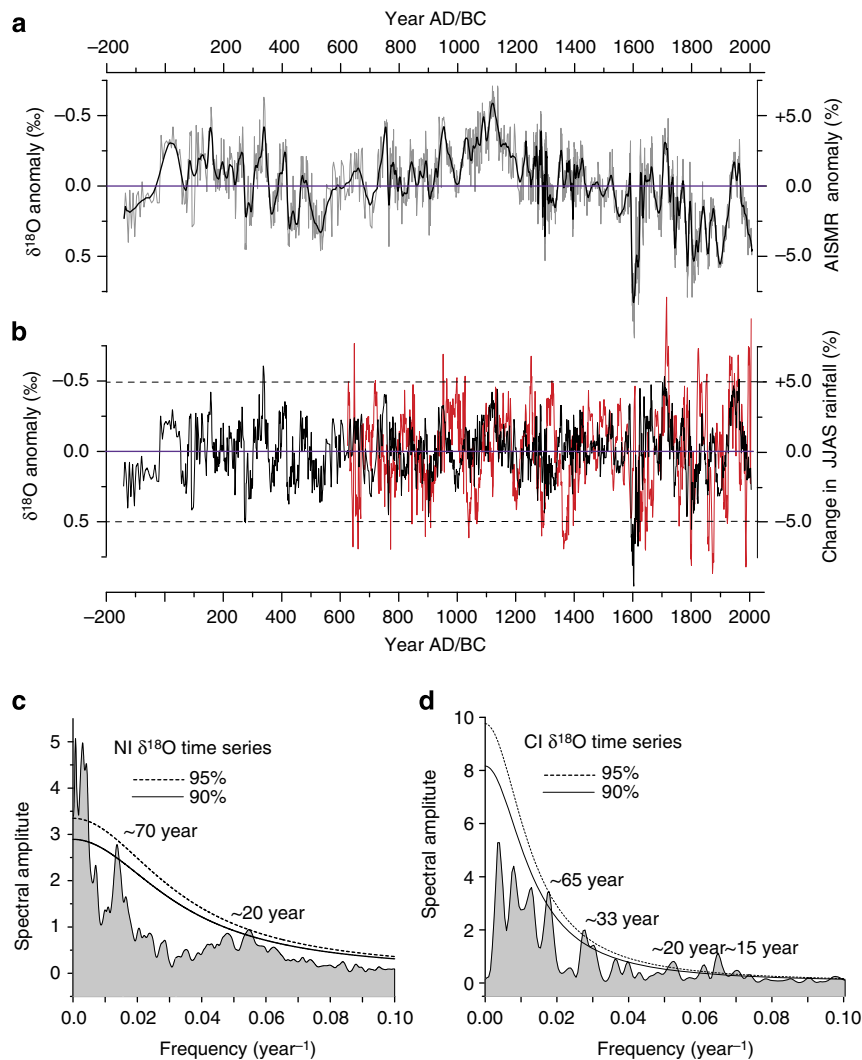 a
Year AD/BC
−200 0 200 400 600 800 1000 1200 1400 1600 1800 2000
δ18O anomaly (‰)
−0.5
0.0
0.5
AISMR anomaly (%)
+5.0
0.0
−5.0
b
δ18O anomaly (‰)
−0.5
0.0
0.5
Change in JJAS rainfall (%)
+5.0
0.0
−5.0
−200 0 200 400 600 800 1000 1200 1400 1600 1800 2000
Year AD/BC
c
NI δ18O time series
95%
90%
~70 year
~20 year
Spectral amplitude
5
4
3
2
1
0
0.0 0.02 0.04 0.06 0.08 0.10
Frequency (year−1)
d
CI δ18O time series
95%
90%
~65 year
~33 year
~20 year ~15 year
Spectral amplitude
10
8
6
4
2
0
0.00 0.02 0.04 0.06 0.08 0.10
Frequency (year−1)